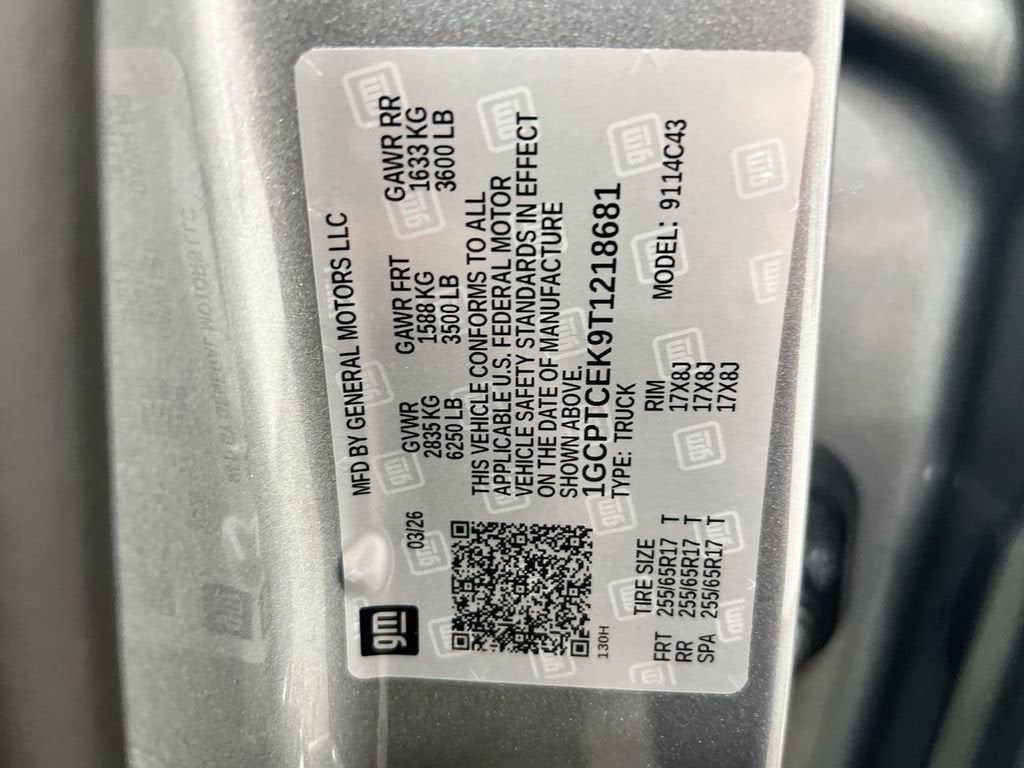 gm
03/26
MFD BY GENERAL MOTORS LLC
GVWR GAWR FRT GAWR RR
2835 KG 1588 KG 1633 KG
6250 LB 3500 LB 3600 LB
THIS VEHICLE CONFORMS TO ALL
APPLICABLE U.S. FEDERAL MOTOR
VEHICLE SAFETY STANDARDS IN EFFECT
ON THE DATE OF MANUFACTURE
SHOWN ABOVE.
1GCPTCEK9T1218681
TYPE: TRUCK
130H
TIRE SIZE RIM MODEL: 9114C43
FRT 255/65R17 T 17X8J
RR 255/65R17 T 17X8J
SPA 255/65R17 T 17X8J